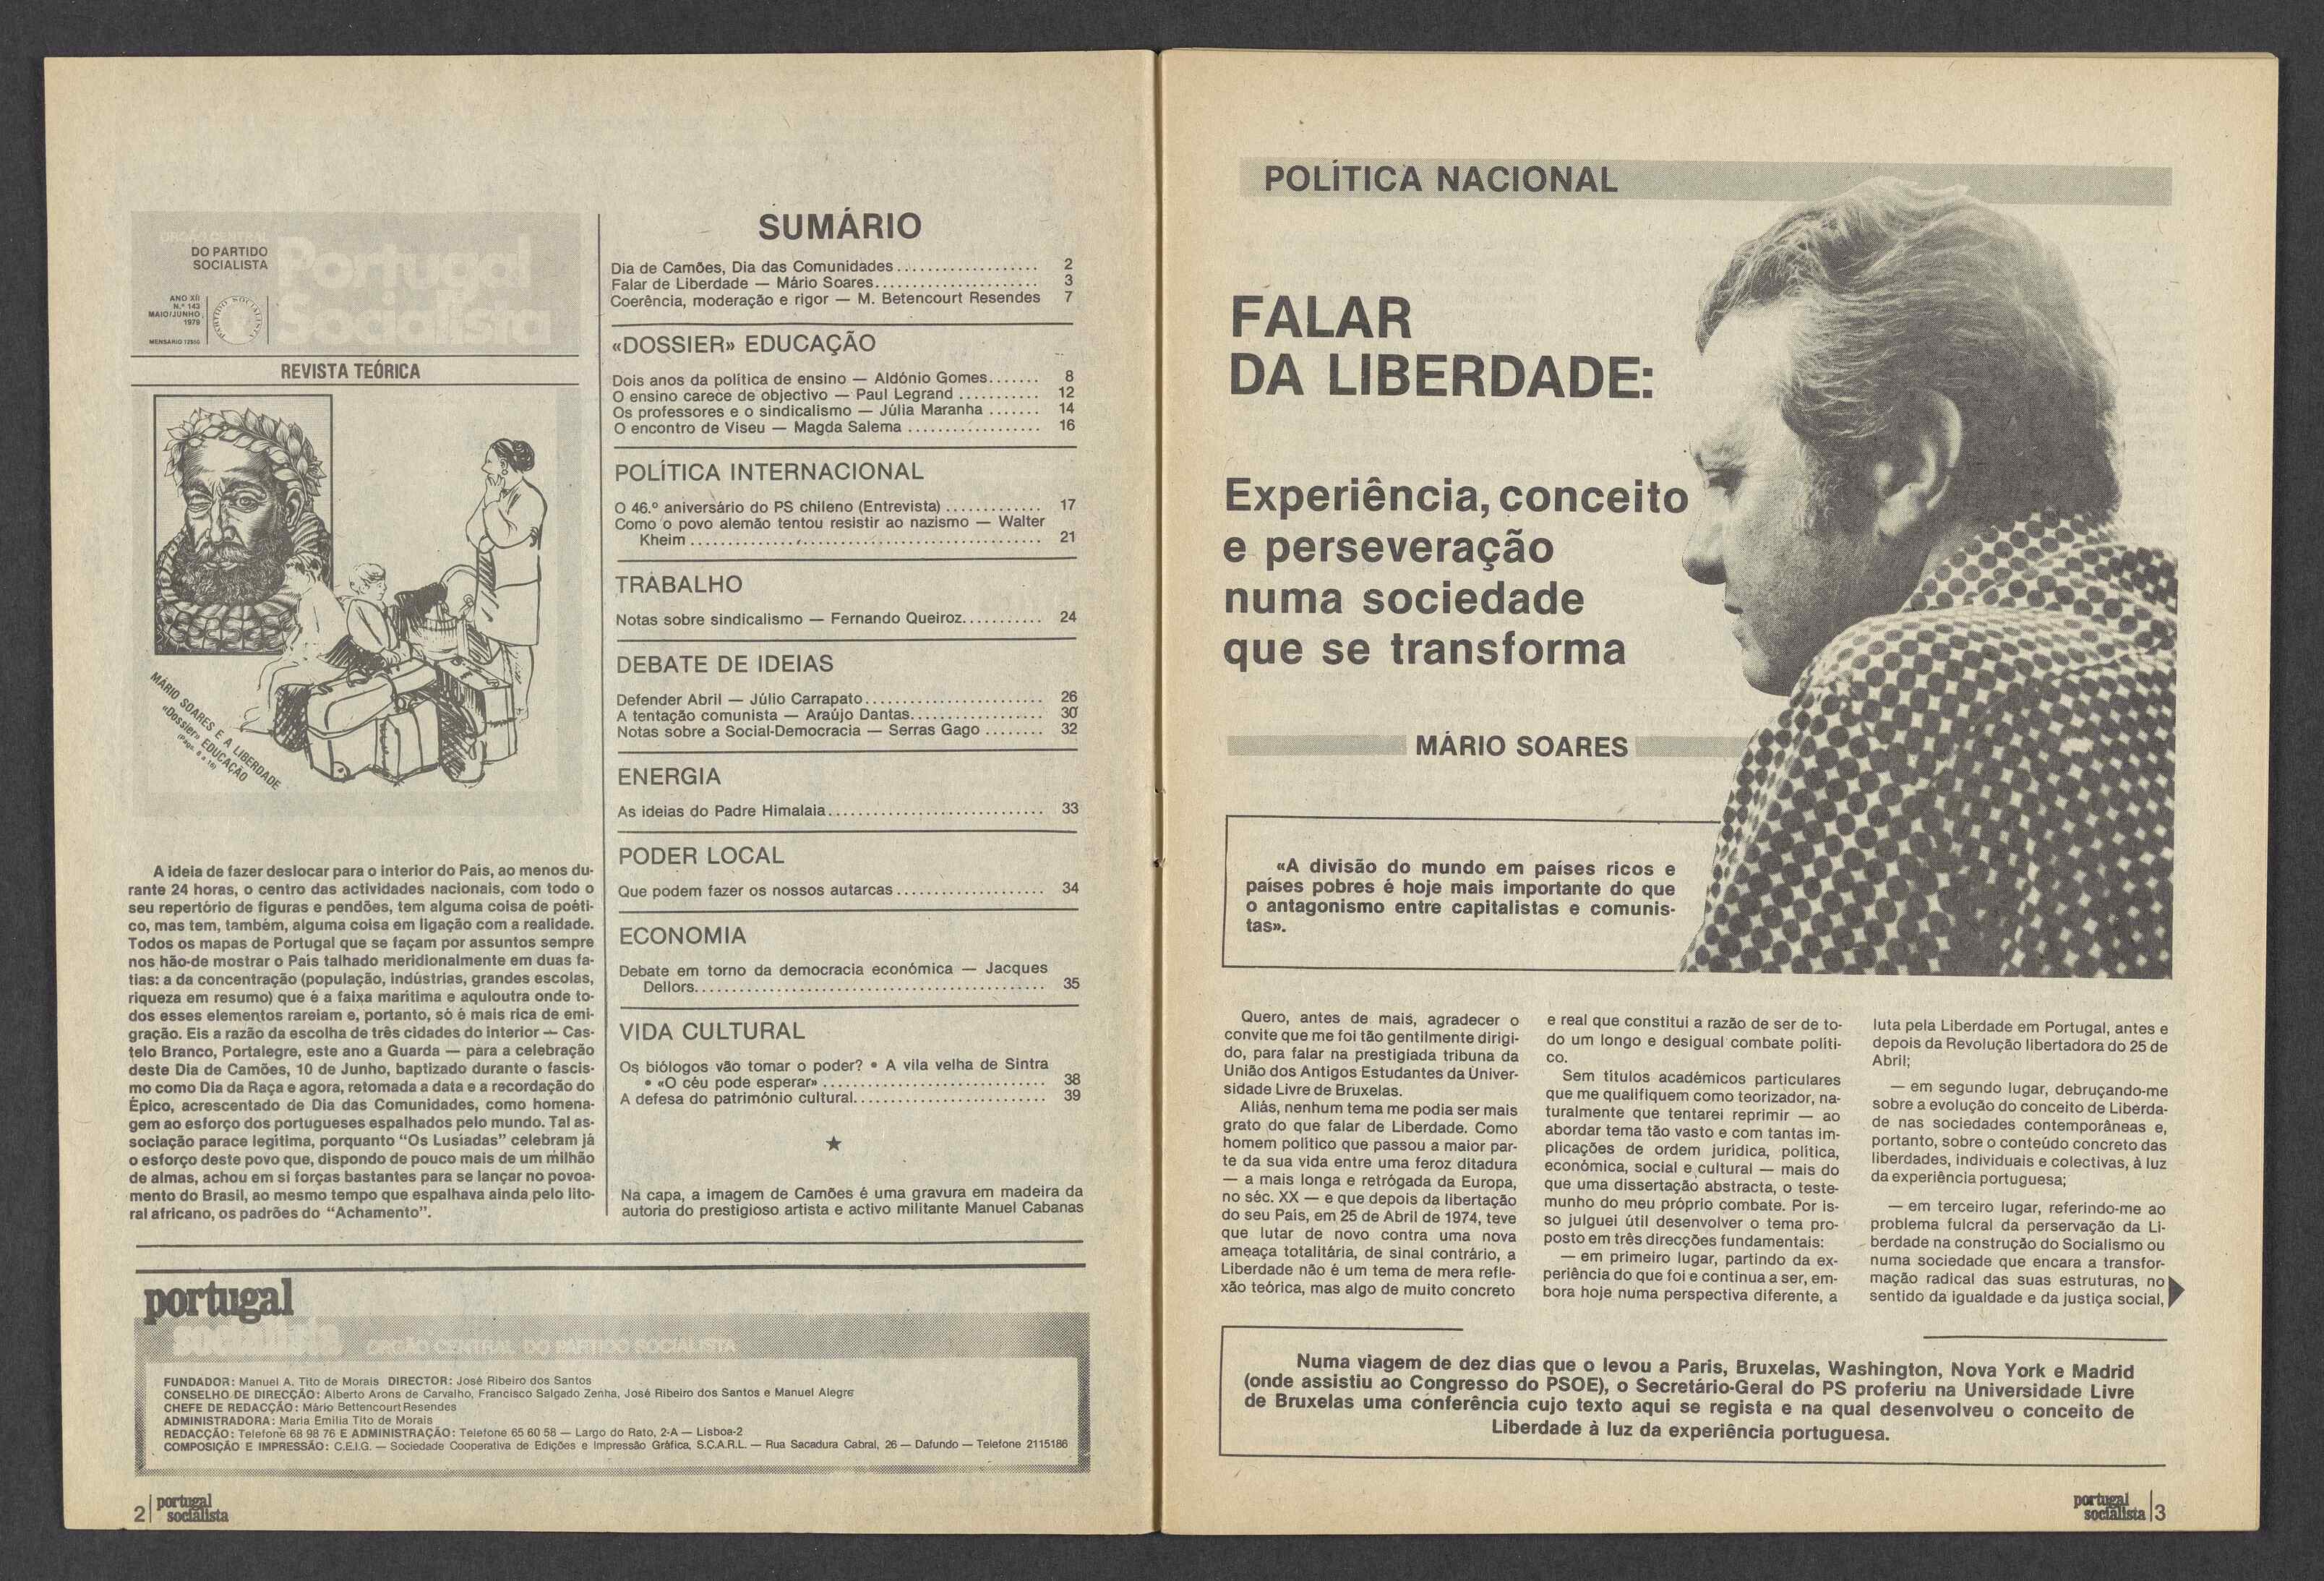 ÓRGÃO CENTRAL
DO PARTIDO
SOCIALISTA
Portugal
Socialista
ANO XII
N.º 143
MAIO/JUNHO
1979
MENSÁRIO 12$50
PARTIDO SOCIALISTA
REVISTA TEÓRICA
MÁRIO SOARES E A LIBERDADE
«Dossier» EDUCAÇÃO
(Págs. 8 a 16)
A ideia de fazer deslocar para o interior do País, ao menos du-
rante 24 horas, o centro das actividades nacionais, com todo o
seu repertório de figuras e pendões, tem alguma coisa de poéti-
co, mas tem, também, alguma coisa em ligação com a realidade.
Todos os mapas de Portugal que se façam por assuntos sempre
nos hão-de mostrar o País talhado meridionalmente em duas fa-
tias: a da concentração (população, indústrias, grandes escolas,
riqueza em resumo) que é a faixa marítima e aquloutra onde to-
dos esses elementos rareiam e, portanto, só é mais rica de emi-
gração. Eis a razão da escolha de três cidades do interior — Cas-
telo Branco, Portalegre, este ano a Guarda — para a celebração
deste Dia de Camões, 10 de Junho, baptizado durante o fascis-
mo como Dia da Raça e agora, retomada a data e a recordação do
Épico, acrescentado de Dia das Comunidades, como homena-
gem ao esforço dos portugueses espalhados pelo mundo. Tal as-
sociação parace legítima, porquanto "Os Lusíadas" celebram já
o esforço deste povo que, dispondo de pouco mais de um milhão
de almas, achou em si forças bastantes para se lançar no povoa-
mento do Brasil, ao mesmo tempo que espalhava ainda pelo lito-
ral africano, os padrões do "Achamento".
SUMÁRIO
Dia de Camões, Dia das Comunidades................... 2
Falar de Liberdade — Mário Soares...................... 3
Coerência, moderação e rigor — M. Betencourt Resendes 7
«DOSSIER» EDUCAÇÃO
Dois anos da política de ensino — Aldónio Gomes....... 8
O ensino carece de objectivo — Paul Legrand ........... 12
Os professores e o sindicalismo — Júlia Maranha ....... 14
O encontro de Viseu — Magda Salema .................. 16
POLÍTICA INTERNACIONAL
O 46.º aniversário do PS chileno (Entrevista) ............. 17
Como o povo alemão tentou resistir ao nazismo — Walter
Kheim............................................... 21
TRABALHO
Notas sobre sindicalismo — Fernando Queiroz........... 24
DEBATE DE IDEIAS
Defender Abril — Júlio Carrapato........................ 26
A tentação comunista — Araújo Dantas.................. 30
Notas sobre a Social-Democracia — Serras Gago ........ 32
ENERGIA
As ideias do Padre Himalaia............................. 33
PODER LOCAL
Que podem fazer os nossos autarcas.................... 34
ECONOMIA
Debate em torno da democracia económica — Jacques
Dellors............................................... 35
VIDA CULTURAL
Os biólogos vão tomar o poder? • A vila velha de Sintra
• «O céu pode esperar» .............................. 38
A defesa do património cultural.......................... 39
★
Na capa, a imagem de Camões é uma gravura em madeira da
autoria do prestigioso artista e activo militante Manuel Cabanas
portugal
socialista ÓRGÃO CENTRAL DO PARTIDO SOCIALISTA
FUNDADOR: Manuel A. Tito de Morais DIRECTOR: José Ribeiro dos Santos
CONSELHO DE DIRECÇÃO: Alberto Arons de Carvalho, Francisco Salgado Zenha, José Ribeiro dos Santos e Manuel Alegre
CHEFE DE REDACÇÃO: Mário Bettencourt Resendes
ADMINISTRADORA: Maria Emília Tito de Morais
REDACÇÃO: Telefone 68 98 76 E ADMINISTRAÇÃO: Telefone 65 60 58 — Largo do Rato, 2-A — Lisboa-2
COMPOSIÇÃO E IMPRESSÃO: C.E.I.G. — Sociedade Cooperativa de Edições e Impressão Gráfica, S.C.A.R.L. — Rua Sacadura Cabral, 26 — Dafundo — Telefone 2115186
2 portugal
socialista
POLÍTICA NACIONAL
FALAR
DA LIBERDADE:
Experiência, conceito
e perseveração
numa sociedade
que se transforma
MÁRIO SOARES
«A divisão do mundo em países ricos e
países pobres é hoje mais importante do que
o antagonismo entre capitalistas e comunis-
tas».
Quero, antes de mais, agradecer o
convite que me foi tão gentilmente dirigi-
do, para falar na prestigiada tribuna da
União dos Antigos Estudantes da Univer-
sidade Livre de Bruxelas.
Aliás, nenhum tema me podia ser mais
grato do que falar de Liberdade. Como
homem político que passou a maior par-
te da sua vida entre uma feroz ditadura
— a mais longa e retrógada da Europa,
no séc. XX — e que depois da libertação
do seu País, em 25 de Abril de 1974, teve
que lutar de novo contra uma nova
ameaça totalitária, de sinal contrário, a
Liberdade não é um tema de mera refle-
xão teórica, mas algo de muito concreto
e real que constitui a razão de ser de to-
do um longo e desigual combate políti-
co.
Sem títulos académicos particulares
que me qualifiquem como teorizador, na-
turalmente que tentarei reprimir — ao
abordar tema tão vasto e com tantas im-
plicações de ordem jurídica, política,
económica, social e cultural — mais do
que uma dissertação abstracta, o teste-
munho do meu próprio combate. Por is-
so julguei útil desenvolver o tema pro-
posto em três direcções fundamentais:
— em primeiro lugar, partindo da ex-
periência do que foi e continua a ser, em-
bora hoje numa perspectiva diferente, a
luta pela Liberdade em Portugal, antes e
depois da Revolução libertadora do 25 de
Abril;
— em segundo lugar, debruçando-me
sobre a evolução do conceito de Liberda-
de nas sociedades contemporâneas e,
portanto, sobre o conteúdo concreto das
liberdades, individuais e colectivas, à luz
da experiência portuguesa;
— em terceiro lugar, referindo-me ao
problema fulcral da perservação da Li-
berdade na construção do Socialismo ou
numa sociedade que encara a transfor-
mação radical das suas estruturas, no
sentido da igualdade e da justiça social,
Numa viagem de dez dias que o levou a Paris, Bruxelas, Washington, Nova York e Madrid
(onde assistiu ao Congresso do PSOE), o Secretário-Geral do PS proferiu na Universidade Livre
de Bruxelas uma conferência cujo texto aqui se regista e na qual desenvolveu o conceito de
Liberdade à luz da experiência portuguesa.
portugal
socialista 3